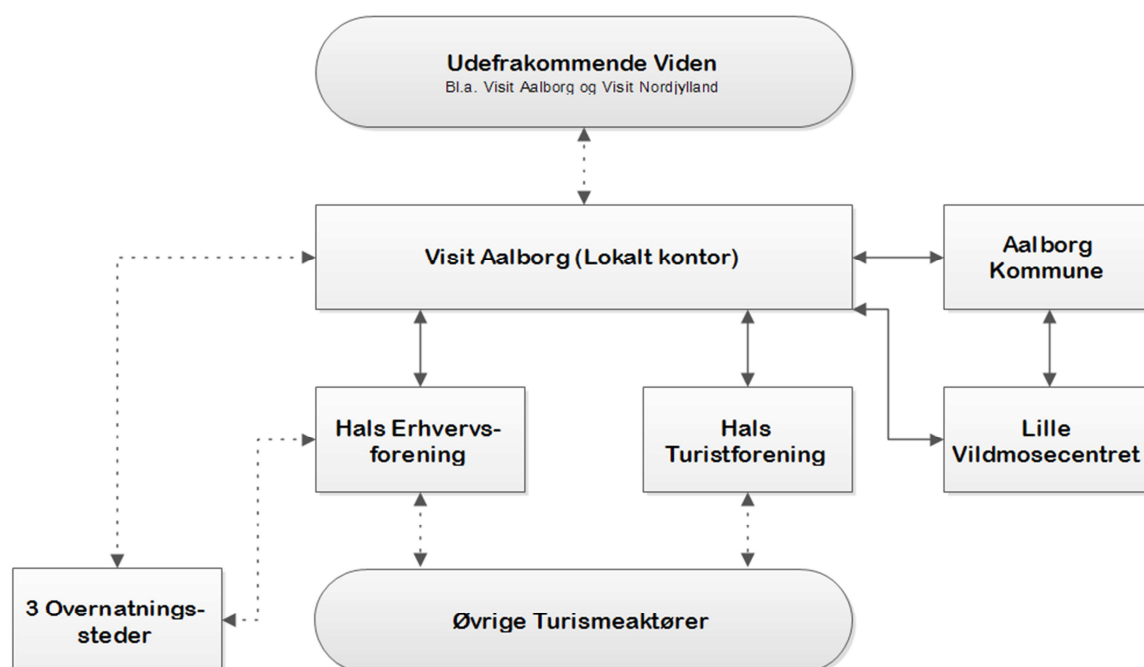 Udefrakommende Viden
Bl.a. Visit Aalborg og Visit Nordjylland
Visit Aalborg (Lokalt kontor)
Aalborg
Kommune
Hals Erhvervs-
forening
Hals
Turistforening
Lille
Vildmosecentret
3 Overnatnings-
steder
Øvrige Turismeaktører